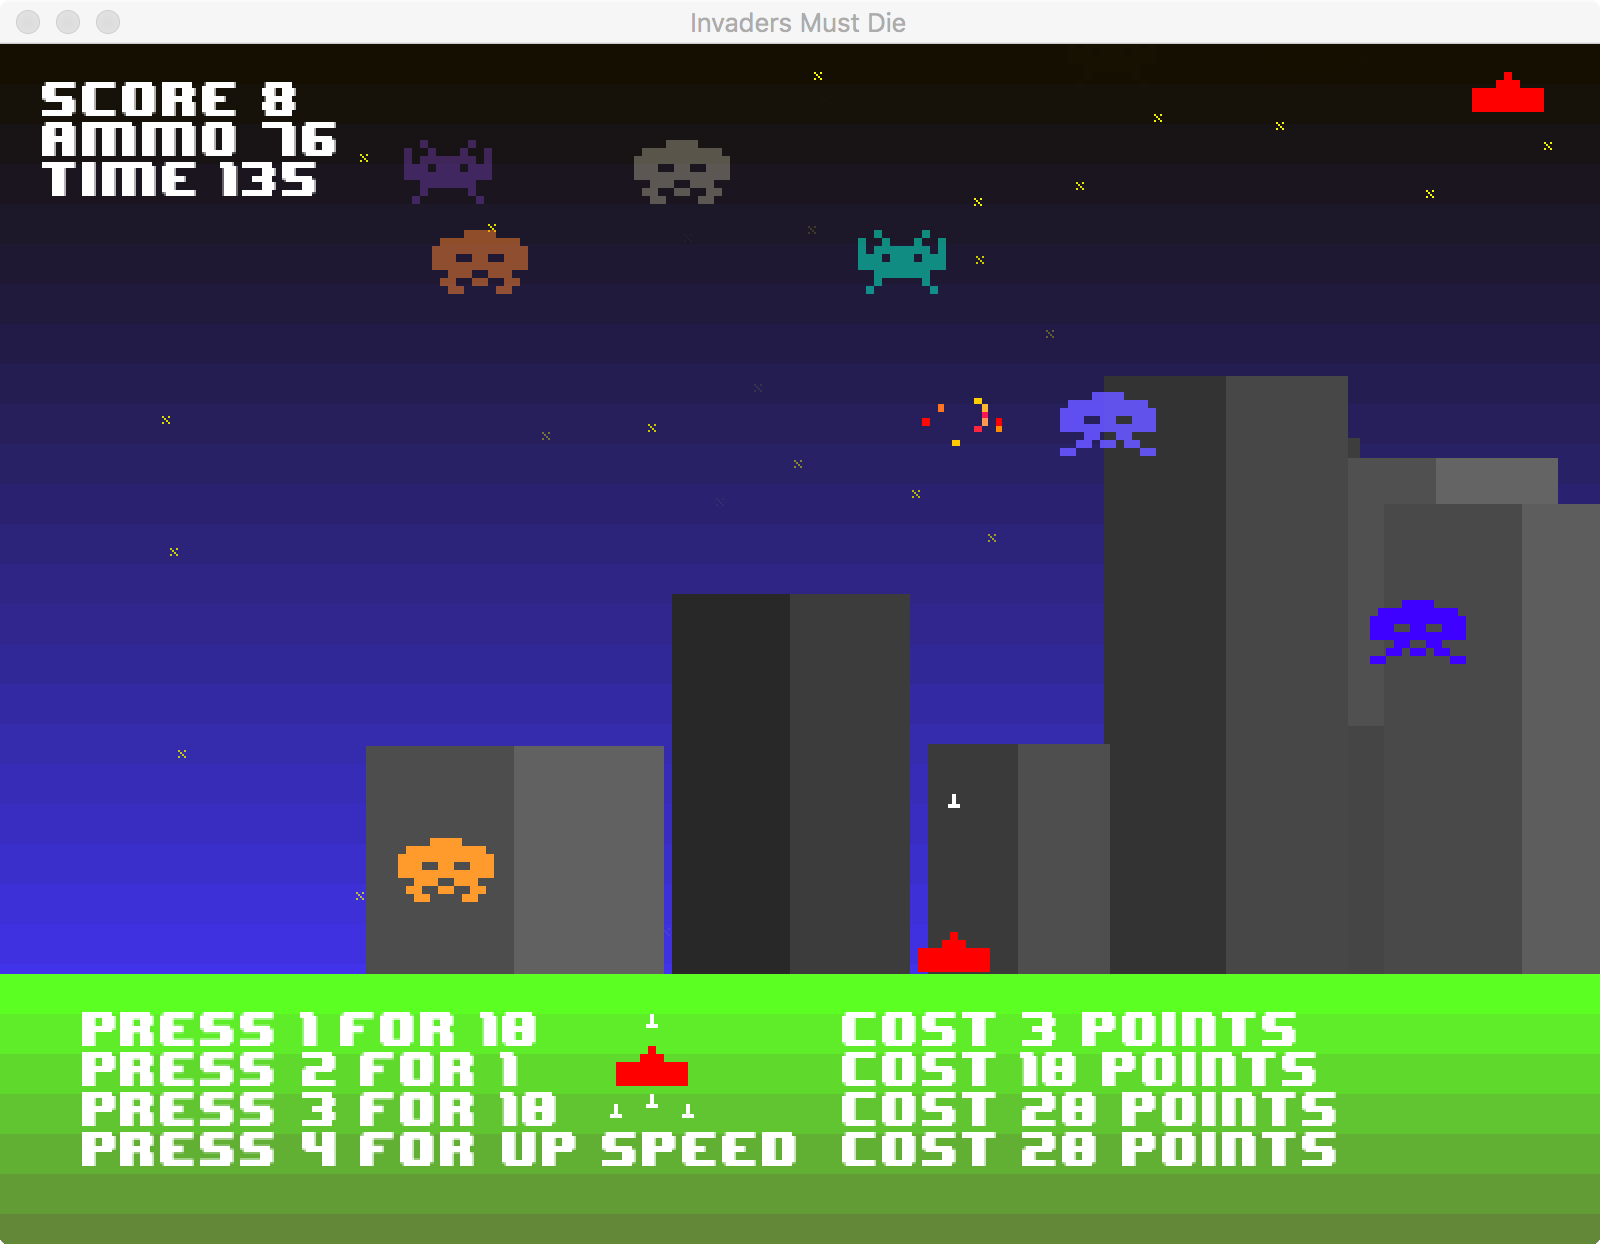 Invaders Must Die
SCORE 8
AMMO 76
TIME 135
PRESS 1 FOR 10 COST 3 POINTS
PRESS 2 FOR 1 COST 10 POINTS
PRESS 3 FOR 10 COST 20 POINTS
PRESS 4 FOR UP SPEED COST 20 POINTS